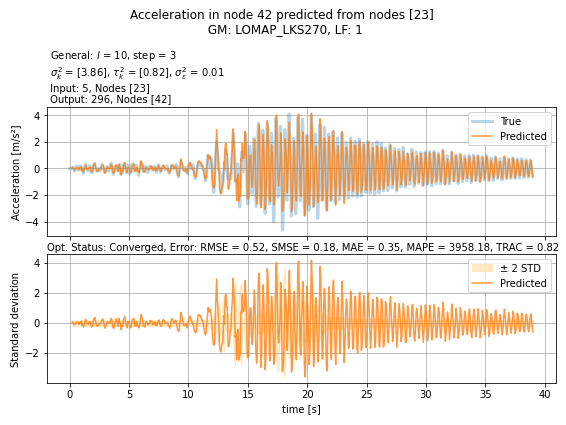 Acceleration in node 42 predicted from nodes [23]
GM: LOMAP_LKS270, LF: 1
General: l = 10, step = 3
σ²ₖ = [3.86], τ²ₖ = [0.82], σ²ε = 0.01
Input: 5, Nodes [23]
Output: 296, Nodes [42]
Acceleration [m/s²]
4
2
0
−2
−4
True
Predicted
Opt. Status: Converged, Error: RMSE = 0.52, SMSE = 0.18, MAE = 0.35, MAPE = 3958.18, TRAC = 0.82
Standard deviation
4
2
0
−2
± 2 STD
Predicted
0 5 10 15 20 25 30 35 40
time [s]